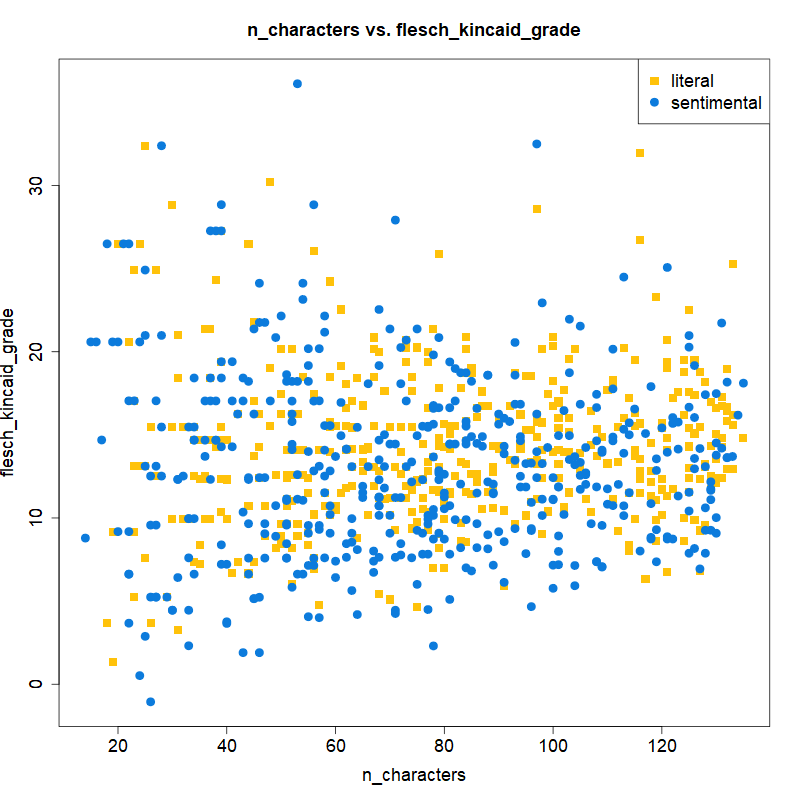 n_characters vs. flesch_kincaid_grade
literal
sentimental
flesch_kincaid_grade
30
20
10
0
20 40 60 80 100 120
n_characters